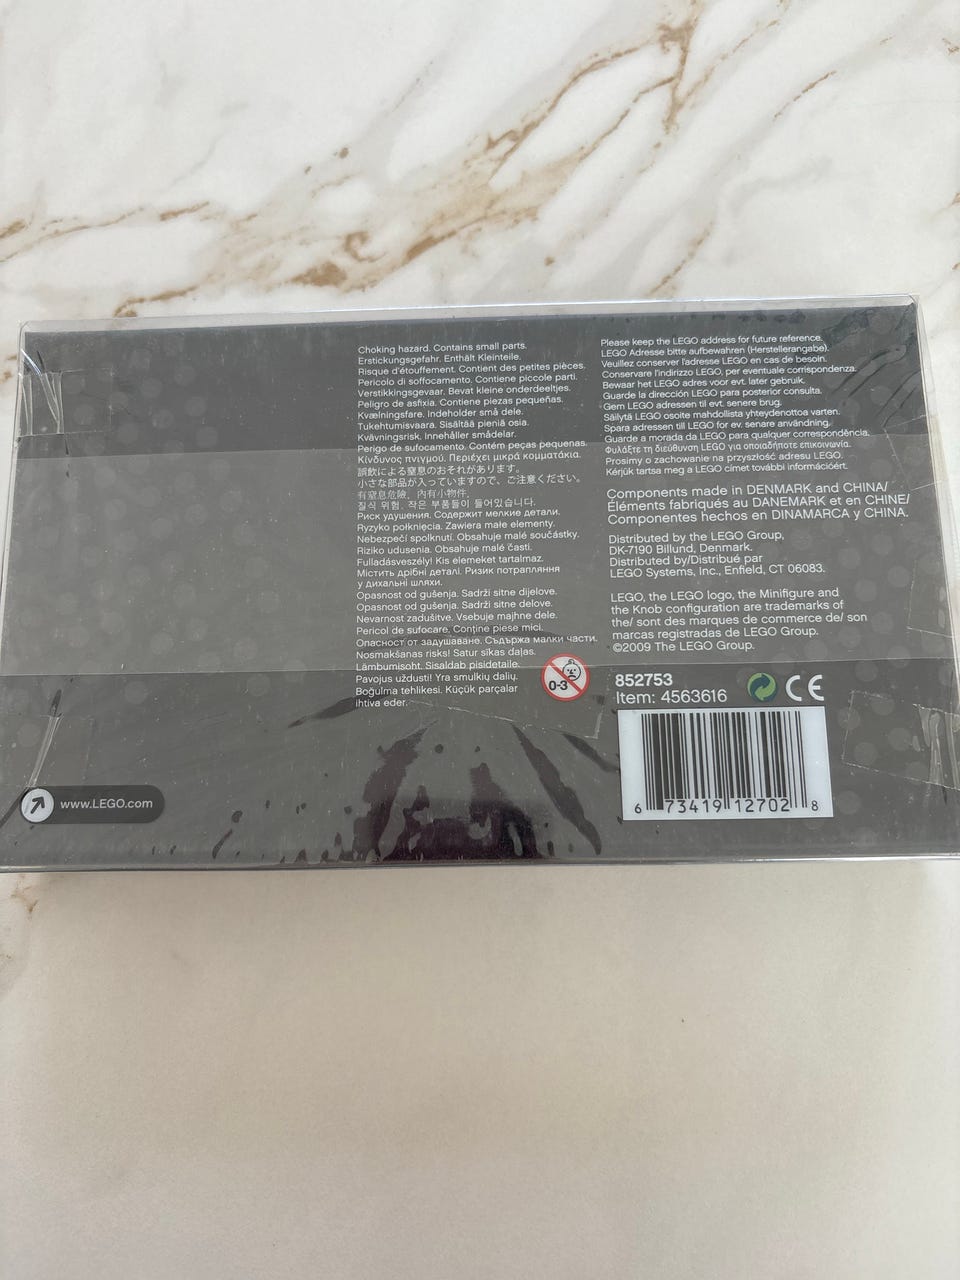 Choking hazard. Contains small parts.
Erstickungsgefahr. Enthält Kleinteile.
Risque d'étouffement. Contient des petites pièces.
Pericolo di soffocamento. Contiene piccole parti.
Verstikkingsgevaar. Bevat kleine onderdeeltjes.
Peligro de asfixia. Contiene piezas pequeñas.
Kvælningsfare. Indeholder små dele.
Tukehtumisvaara. Sisältää pieniä osia.
Kvävningsrisk. Innehåller smådelar.
Perigo de sufocamento. Contém peças pequenas.
Κίνδυνος πνιγμού. Περιέχει μικρά κομματάκια.
誤飲による窒息のおそれがあります。
小さな部品が入っていますので、ご注意ください。
有窒息危險，內有小物件.
질식 위험. 작은 부품들이 들어있습니다.
Риск удушения. Содержит мелкие детали.
Ryzyko połknięcia. Zawiera małe elementy.
Nebezpečí spolknutí. Obsahuje malé součástky.
Riziko udusenia. Obsahuje malé časti.
Fulladásveszély! Kis elemeket tartalmaz.
Містить дрібні деталі. Ризик потрапляння
у дихальні шляхи.
Opasnost od gušenja. Sadrži sitne dijelove.
Opasnost od gušenja. Sadrži sitne delove.
Nevarnost zadušitve. Vsebuje majhne dele.
Pericol de sufocare. Conţine piese mici.
Опасност от задушаване. Съдържа малки части.
Nosmakšanas risks! Satur sīkas daļas.
Lämbumisoht. Sisaldab pisidetaile.
Pavojus uždusti! Yra smulkių dalių.
Boğulma tehlikesi. Küçük parçalar
ihtiva eder.
0-3
www.LEGO.com
Please keep the LEGO address for future reference.
LEGO Adresse bitte aufbewahren (Herstellerangabe).
Veuillez conserver l'adresse LEGO en cas de besoin.
Conservare l'indirizzo LEGO, per eventuale corrispondenza.
Bewaar het LEGO adres voor evt. later gebruik.
Guarde la dirección LEGO para posterior consulta.
Gem LEGO adressen til evt. senere brug.
Säilytä LEGO osoite mahdollista yhteydenottoa varten.
Spara adressen till LEGO for ev. senare användning.
Guarde a morada da LEGO para qualquer correspondência.
Φυλάξτε τη διεύθυνση LEGO για οποιαδήποτε επικοινωνία.
Prosimy o zachowanie na przyszłość adresu LEGO.
Kérjük tartsa meg a LEGO címet további információért.
Components made in DENMARK and CHINA/
Éléments fabriqués au DANEMARK et en CHINE/
Componentes hechos en DINAMARCA y CHINA.
Distributed by the LEGO Group,
DK-7190 Billund, Denmark.
Distributed by/Distribué par
LEGO Systems, Inc., Enfield, CT 06083.
LEGO, the LEGO logo, the Minifigure and
the Knob configuration are trademarks of
the/ sont des marques de commerce de/ son
marcas registradas de LEGO Group.
©2009 The LEGO Group.
852753
Item: 4563616
CE
6 73419 12702 8